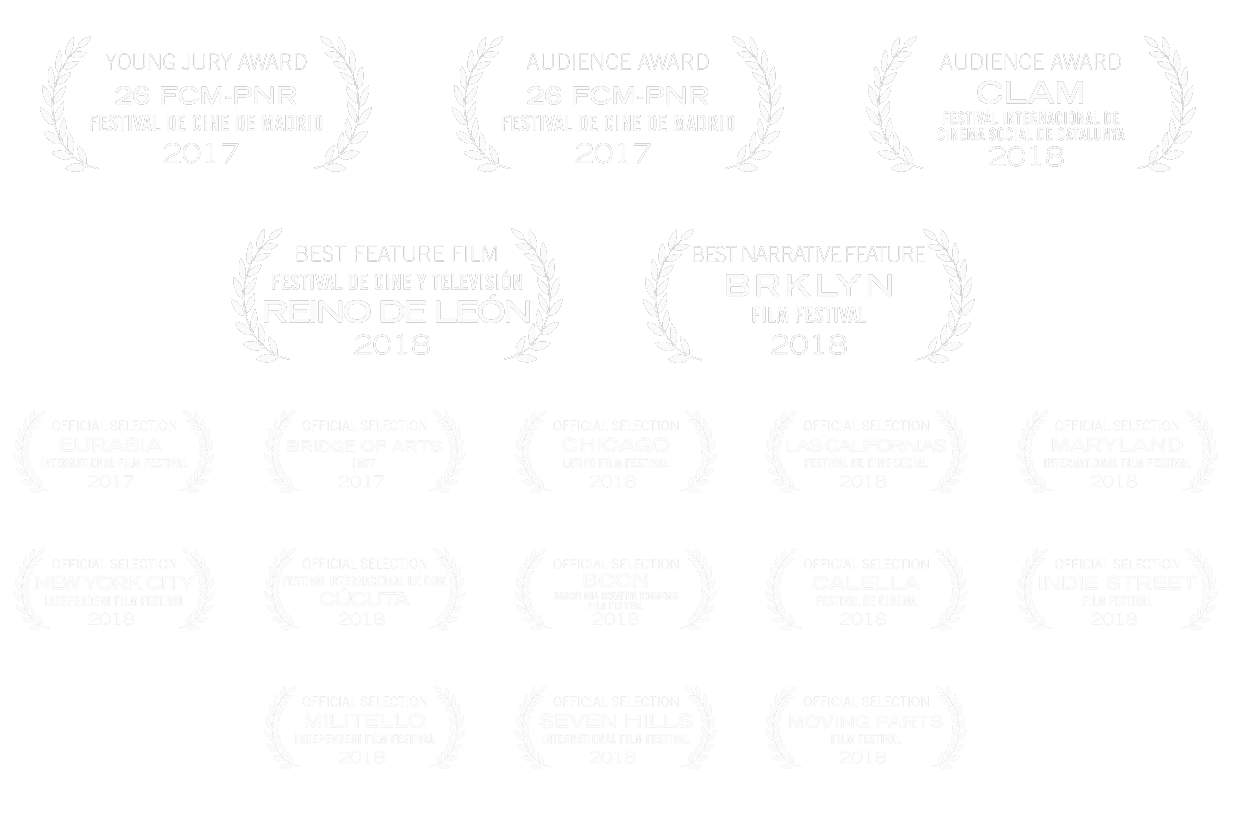 YOUNG JURY AWARD
26 FCM-PNR
FESTIVAL DE CINE DE MADRID
2017
AUDIENCE AWARD
26 FCM-PNR
FESTIVAL DE CINE DE MADRID
2017
AUDIENCE AWARD
CLAM
FESTIVAL INTERNACIONAL DE
CINEMA SOCIAL DE CATALUNYA
2018
BEST FEATURE FILM
FESTIVAL DE CINE Y TELEVISIÓN
REINO DE LEÓN
2018
BEST NARRATIVE FEATURE
BRKLYN
FILM FESTIVAL
2018
OFFICIAL SELECTION
EURASIA
INTERNATIONAL FILM FESTIVAL
2017
OFFICIAL SELECTION
BRIDGE OF ARTS
IMFF
2017
OFFICIAL SELECTION
CHICAGO
LATINO FILM FESTIVAL
2018
OFFICIAL SELECTION
LAS CALIFORNIAS
FESTIVAL DE CINE SOCIAL
2018
OFFICIAL SELECTION
MARYLAND
INTERNATIONAL FILM FESTIVAL
2018
OFFICIAL SELECTION
NEW YORK CITY
INDEPENDENT FILM FESTIVAL
2018
OFFICIAL SELECTION
FESTIVAL INTERNACIONAL DE CINE
CÚCUTA
2018
OFFICIAL SELECTION
BCCN
BARCELONA CREATIVE COMMONS
FILM FESTIVAL
2018
OFFICIAL SELECTION
CALELLA
FESTIVAL DE CINEMA
2018
OFFICIAL SELECTION
INDIE STREET
FILM FESTIVAL
2018
OFFICIAL SELECTION
MILITELLO
INDEPENDENT FILM FESTIVAL
2018
OFFICIAL SELECTION
SEVEN HILLS
INTERNATIONAL FILM FESTIVAL
2018
OFFICIAL SELECTION
MOVING PARTS
FILM FESTIVAL
2018